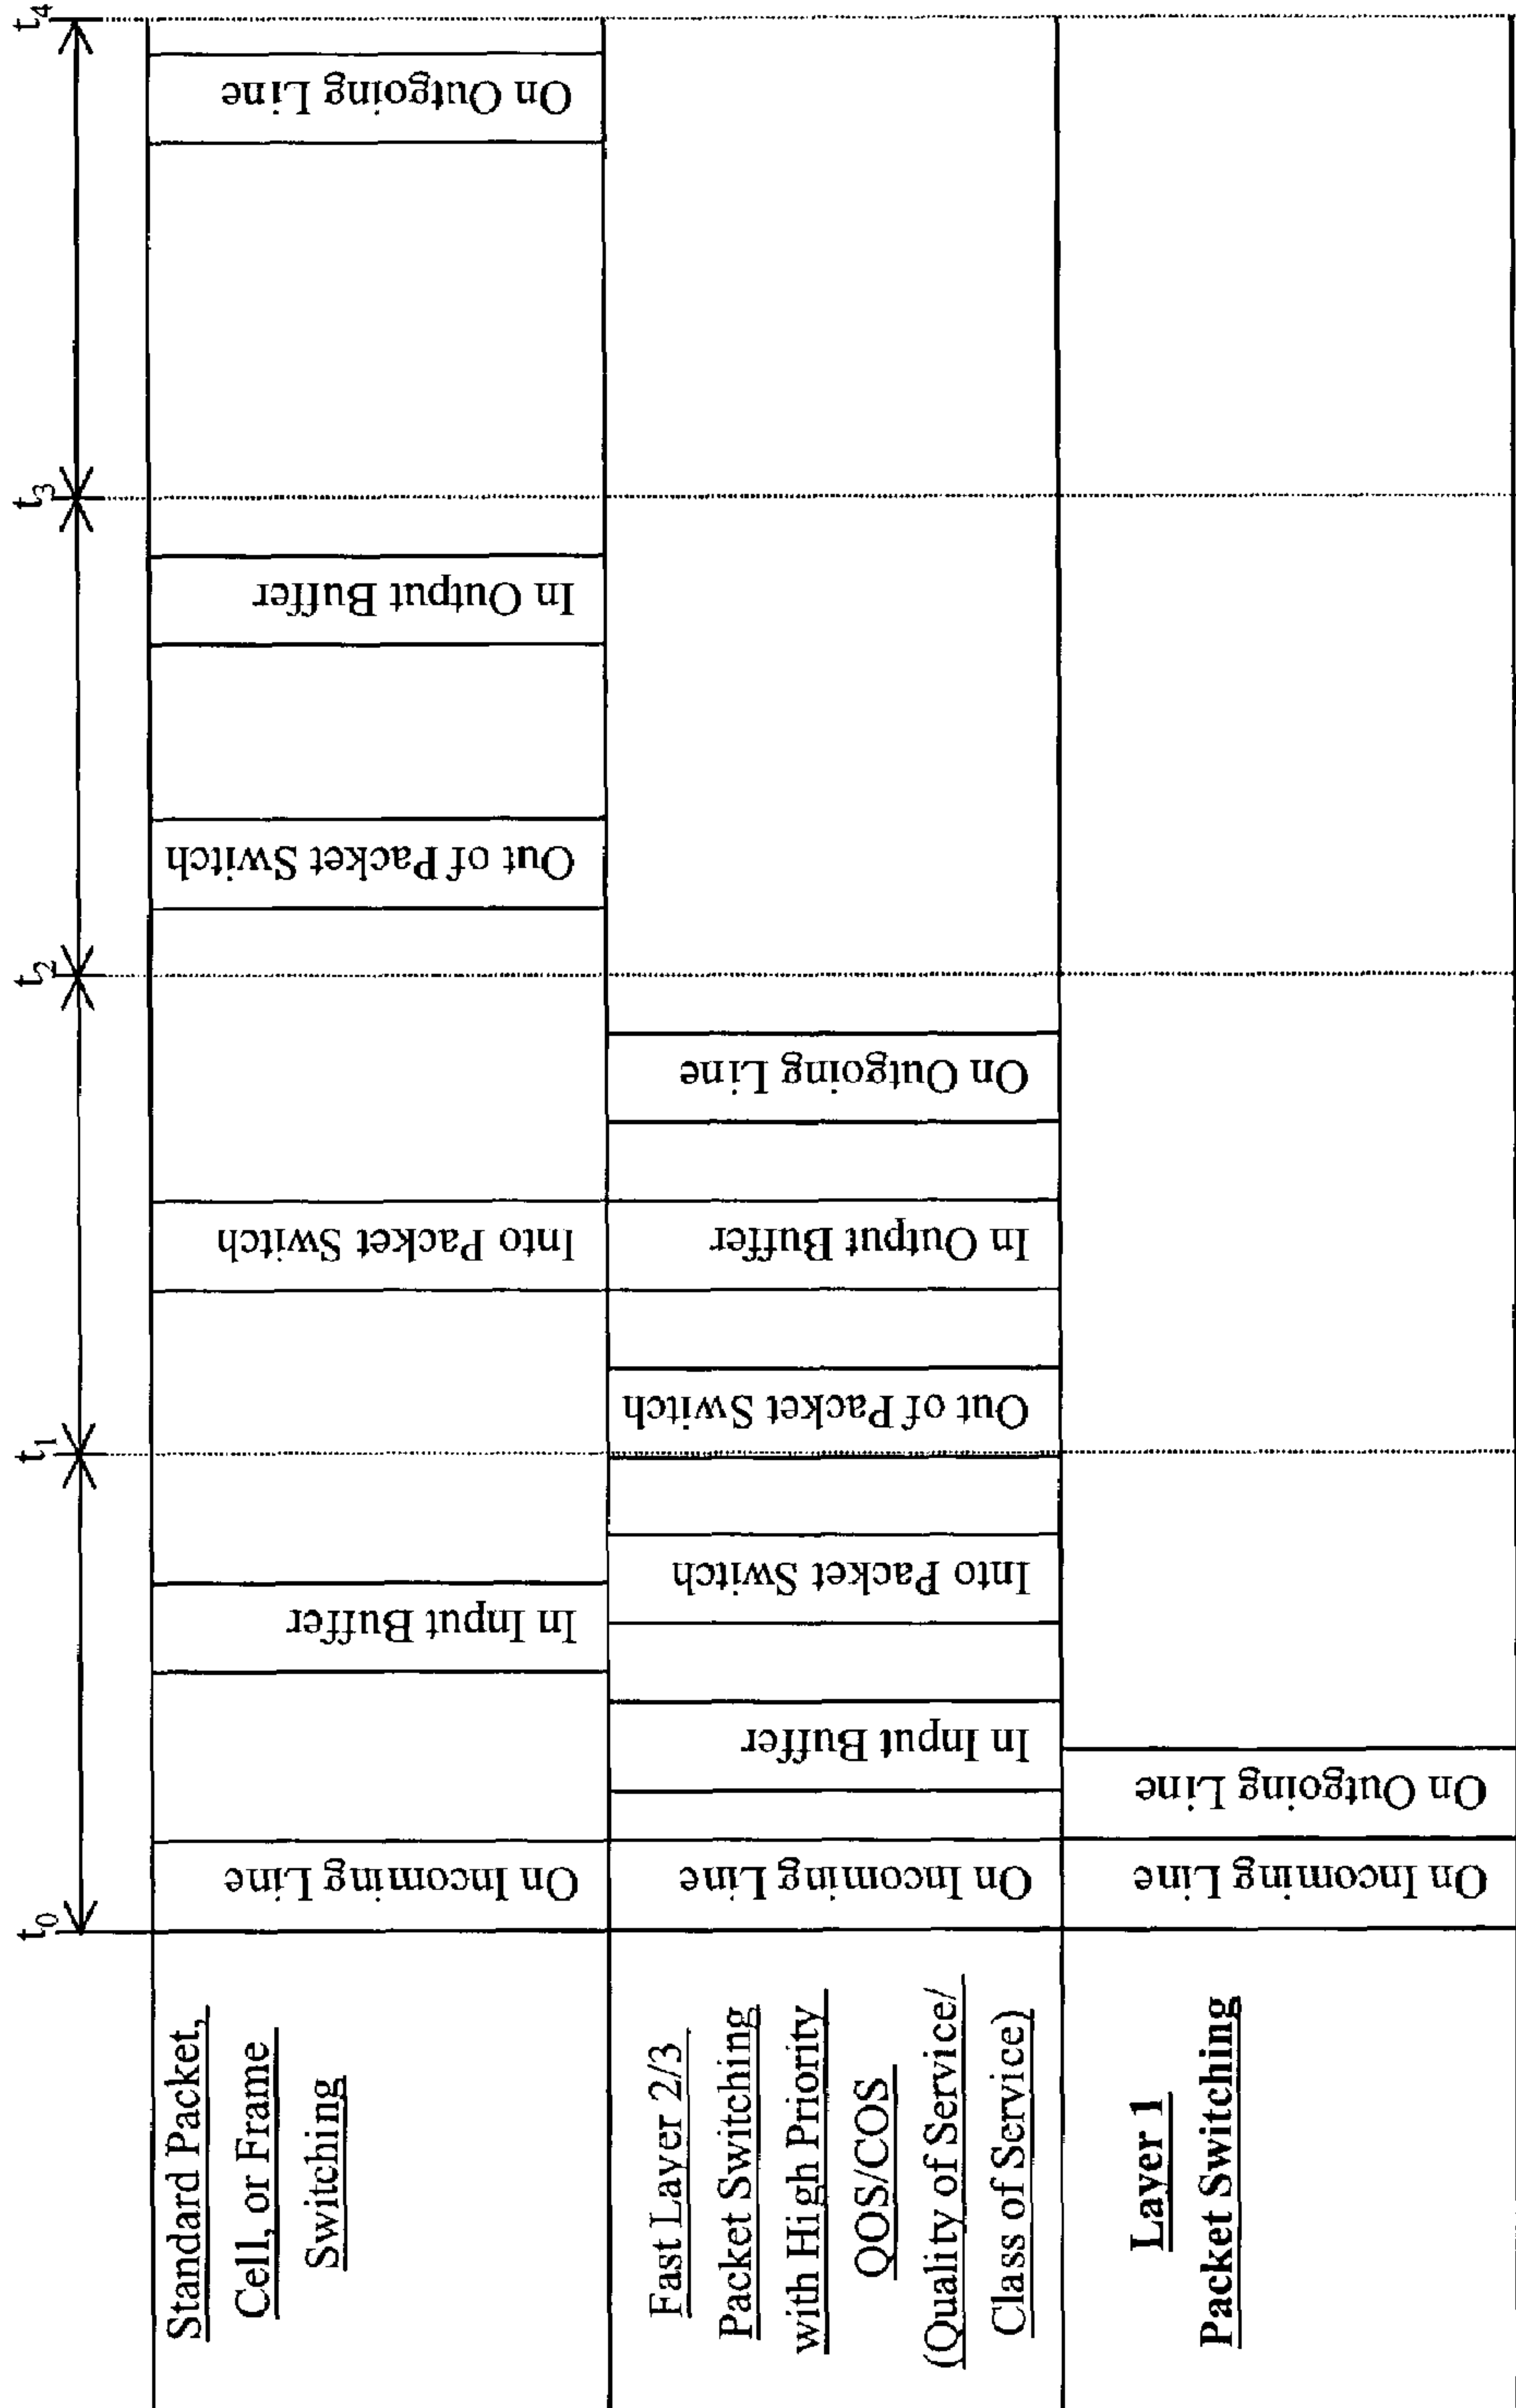 t0
t1
t2
t3
t4
Standard Packet,
Cell, or Frame
Switching
On Incoming Line
In Input Buffer
Into Packet Switch
Out of Packet Switch
In Output Buffer
On Outgoing Line
Fast Layer 2/3
Packet Switching
with High Priority
QOS/COS
(Quality of Service/
Class of Service)
On Incoming Line
In Input Buffer
Into Packet Switch
Out of Packet Switch
In Output Buffer
On Outgoing Line
Layer 1
Packet Switching
On Incoming Line
On Outgoing Line